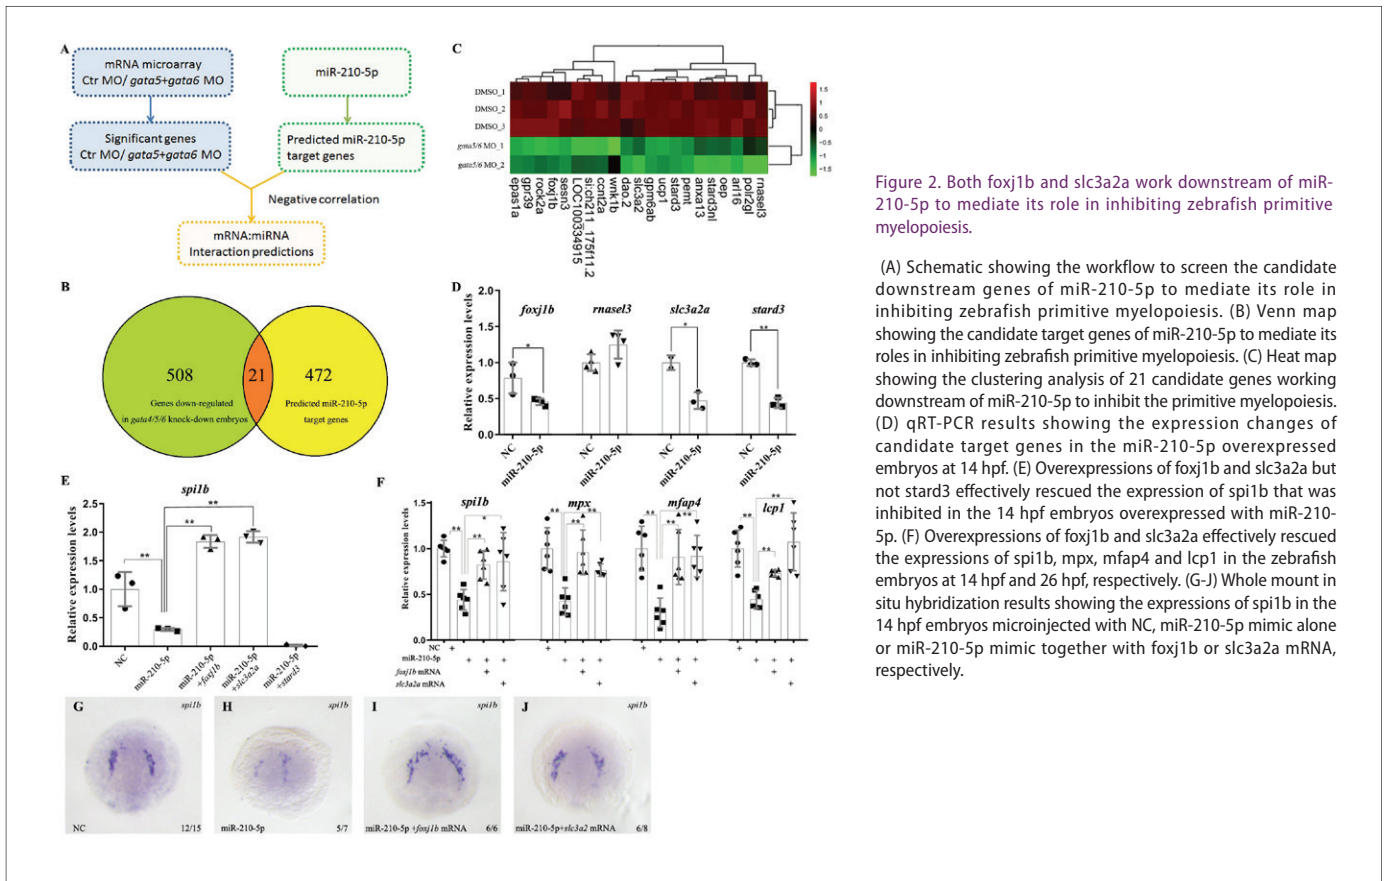 A
mRNA microarray
Ctr MO/ gata5+gata6 MO
miR-210-5p
Significant genes
Ctr MO/ gata5+gata6 MO
Predicted miR-210-5p
target genes
Negative correlation
mRNA:miRNA
Interaction predictions
B
508
21
472
Genes down-regulated
in gata4/5/6 knock-down embryos
Predicted miR-210-5p
target genes
C
DMSO_1
DMSO_2
DMSO_3
gata5/6 MO_1
gata5/6 MO_2
1.5
1
0.5
0
−0.5
−1
−1.5
epas1a
gpr39
rock2a
foxj1b
sesn3
LOC100334915
si:ch211_175f11.2
ccnt2a
wnk1b
dao.2
slc3a2
gpm6ab
ucp1
stard3
pemt
anxa13
stard3nl
oep
arl16
polr2gl
rnasel3
D
Relative expression levels
2.0
1.5
1.0
0.5
0.0
foxj1b
rnasel3
slc3a2a
stard3
*
*
**
NC
miR-210-5p
NC
miR-210-5p
NC
miR-210-5p
NC
miR-210-5p
E
spi1b
Relative expression levels
2.5
2.0
1.5
1.0
0.5
0.0
**
**
**
NC
miR-210-5p
miR-210-5p
+foxj1b
miR-210-5p
+slc3a2a
miR-210-5p
+stard3
F
Relative expression levels
1.5
1.0
0.5
0.0
spi1b
mpx
mfap4
lcp1
** ** *
** ** **
** ** **
** ** **
NC + + + +
miR-210-5p + + + + + + + + + + + +
foxj1b mRNA + + + +
slc3a2a mRNA + + + +
G
spi1b
NC
12/15
H
spi1b
miR-210-5p
5/7
I
spi1b
miR-210-5p +foxj1b mRNA
6/6
J
spi1b
miR-210-5p+slc3a2 mRNA
6/8
Figure 2. Both foxj1b and slc3a2a work downstream of miR-
210-5p to mediate its role in inhibiting zebrafish primitive
myelopoiesis.
(A) Schematic showing the workflow to screen the candidate
downstream genes of miR-210-5p to mediate its role in
inhibiting zebrafish primitive myelopoiesis. (B) Venn map
showing the candidate target genes of miR-210-5p to mediate its
roles in inhibiting zebrafish primitive myelopoiesis. (C) Heat map
showing the clustering analysis of 21 candidate genes working
downstream of miR-210-5p to inhibit the primitive myelopoiesis.
(D) qRT-PCR results showing the expression changes of
candidate target genes in the miR-210-5p overexpressed
embryos at 14 hpf. (E) Overexpressions of foxj1b and slc3a2a but
not stard3 effectively rescued the expression of spi1b that was
inhibited in the 14 hpf embryos overexpressed with miR-210-
5p. (F) Overexpressions of foxj1b and slc3a2a effectively rescued
the expressions of spi1b, mpx, mfap4 and lcp1 in the zebrafish
embryos at 14 hpf and 26 hpf, respectively. (G-J) Whole mount in
situ hybridization results showing the expressions of spi1b in the
14 hpf embryos microinjected with NC, miR-210-5p mimic alone
or miR-210-5p mimic together with foxj1b or slc3a2a mRNA,
respectively.